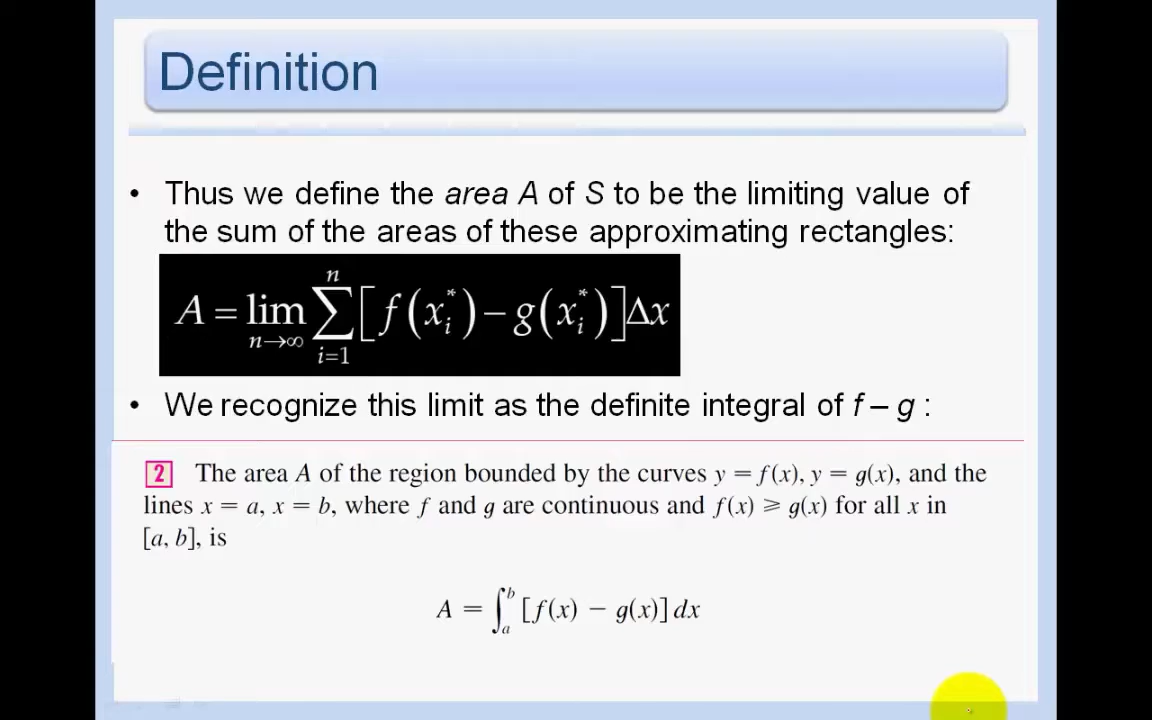 Definition
• Thus we define the area A of S to be the limiting value of
the sum of the areas of these approximating rectangles:
A = lim_{n→∞} ∑_{i=1}^{n} [f(x_i^*) − g(x_i^*)]Δx
• We recognize this limit as the definite integral of f – g :
2 The area A of the region bounded by the curves y = f(x), y = g(x), and the
lines x = a, x = b, where f and g are continuous and f(x) ⩾ g(x) for all x in
[a, b], is
A = ∫_a^b [f(x) − g(x)] dx